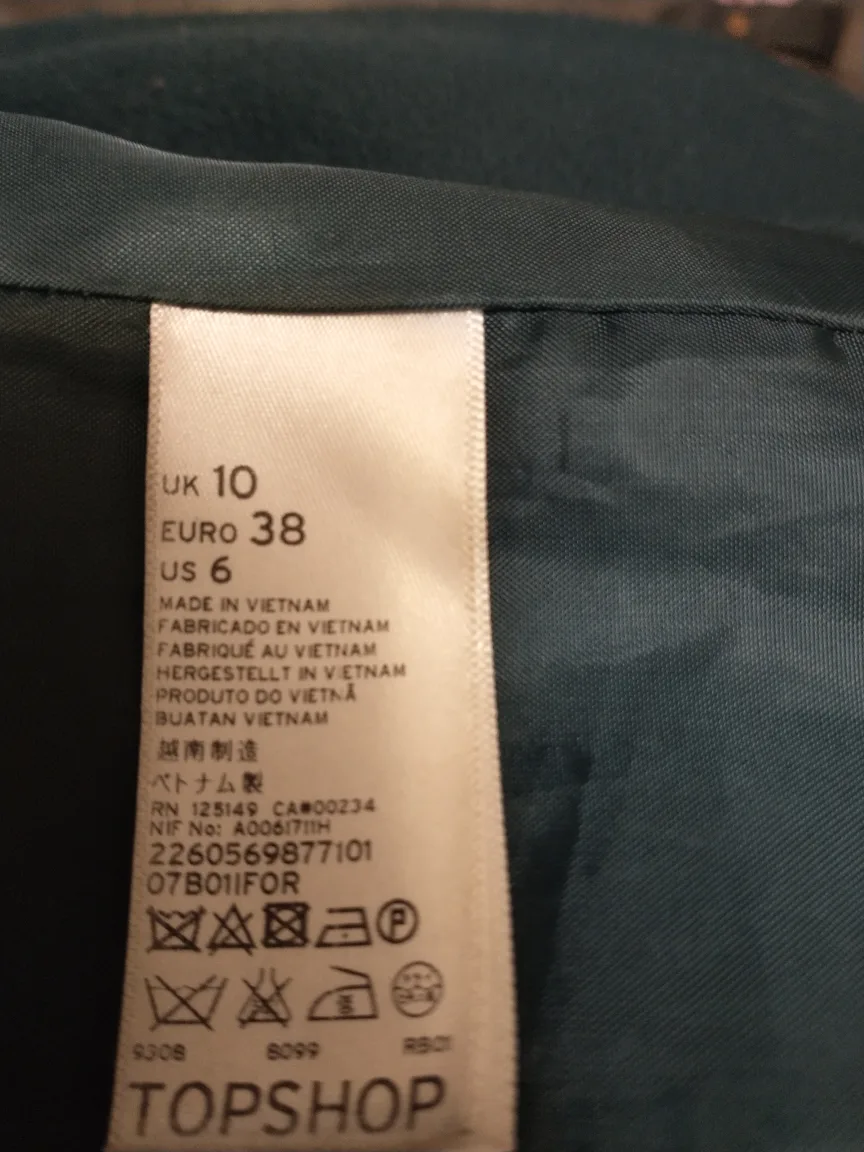 UK 10
EURO 38
US 6
MADE IN VIETNAM
FABRICADO EN VIETNAM
FABRIQUÉ AU VIETNAM
HERGESTELLT IN VIETNAM
PRODUTO DO VIETNÃ
BUATAN VIETNAM
越南制造
ベトナム製
RN 125149 CA#00234
NIF No: A0061711H
2260569877101
07B01IFOR
P
9308 8099 RB01
TOPSHOP